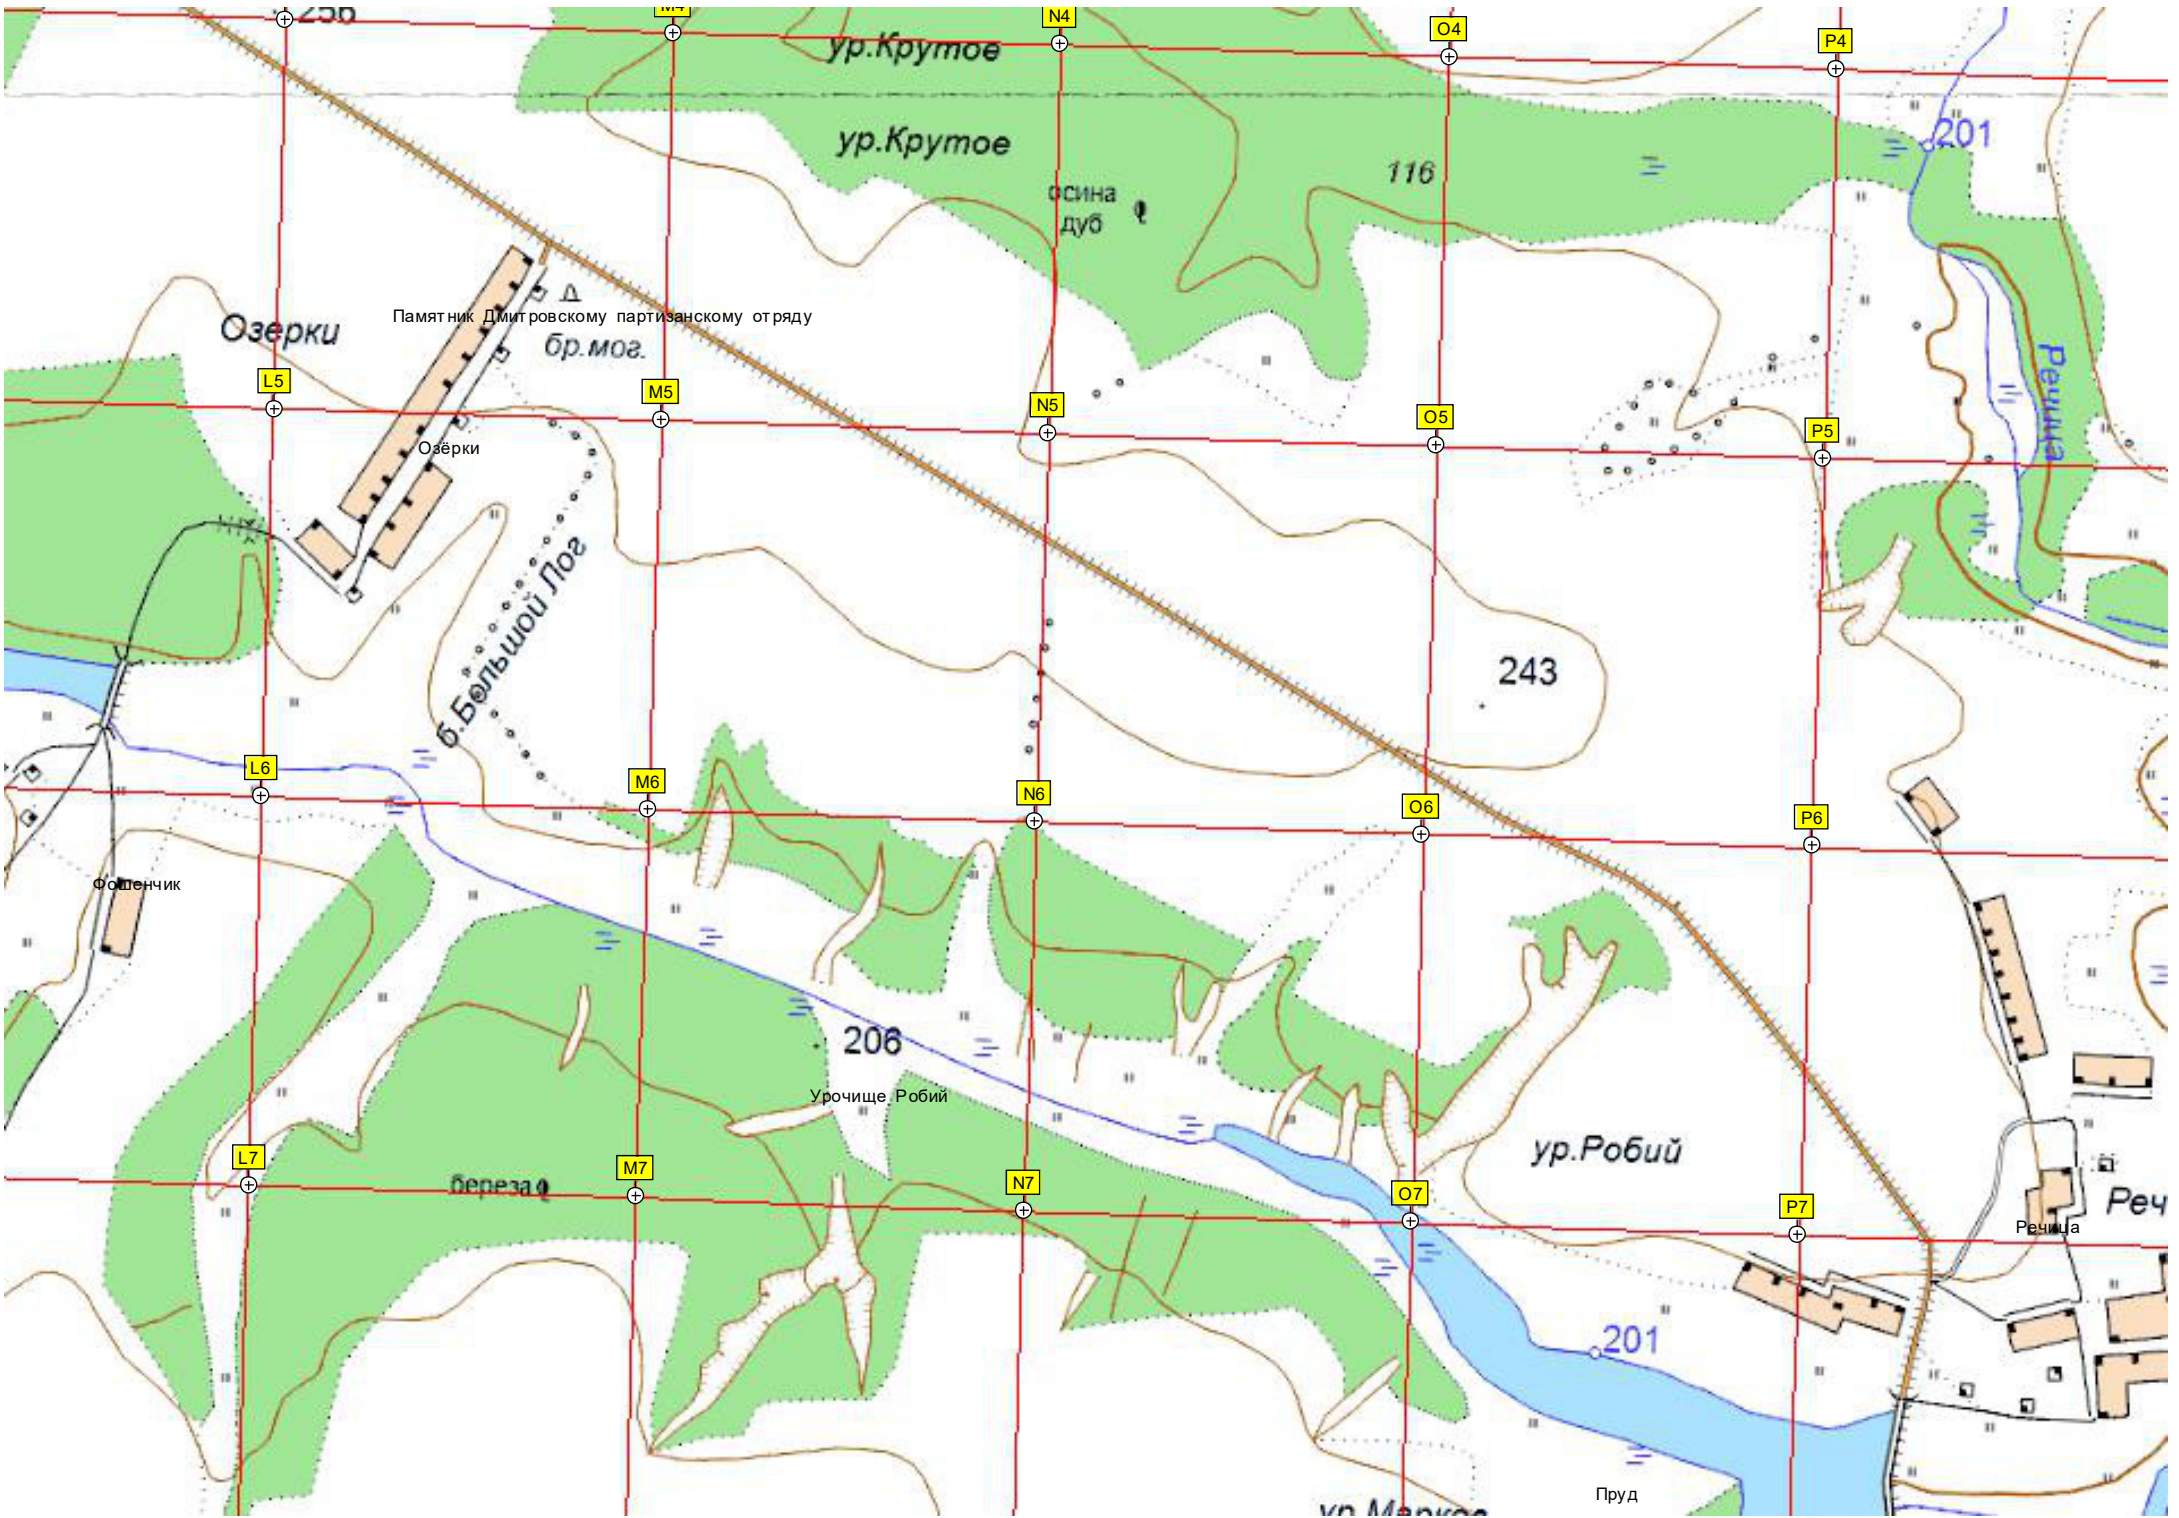 256
M4
N4
O4
P4
ур.Крутое
ур.Крутое
116
201
осина
дуб
Озерки
Памятник Дмитровскому партизанскому отряду
бр.мог.
Речица
L5
M5
N5
O5
P5
Озёрки
б.Большой Лог
243
L6
M6
N6
O6
P6
Фошенчик
206
Урочище Робий
ур.Робий
L7
M7
N7
O7
P7
береза
Реч
Речица
201
Пруд